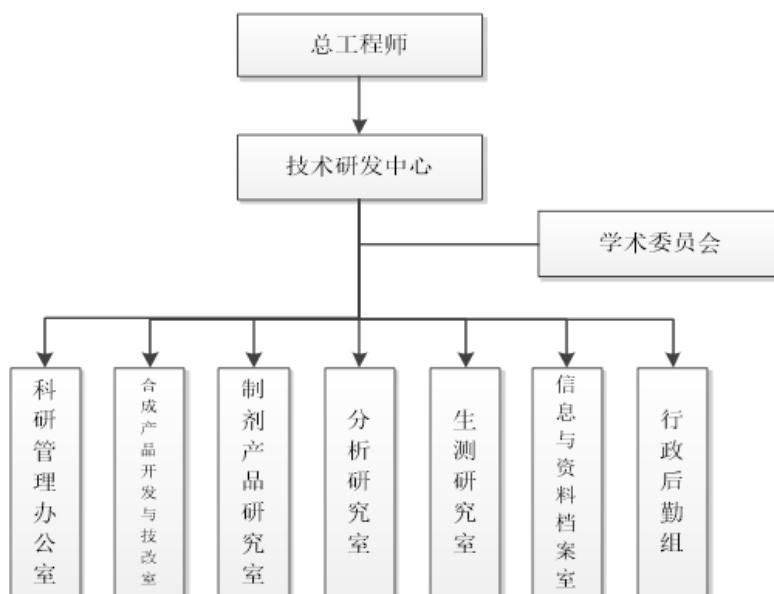 总工程师
技术研发中心
学术委员会
科研管理办公室
合成产品开发与技改室
制剂产品研究室
分析研究室
生测研究室
信息与资料档案室
行政后勤组